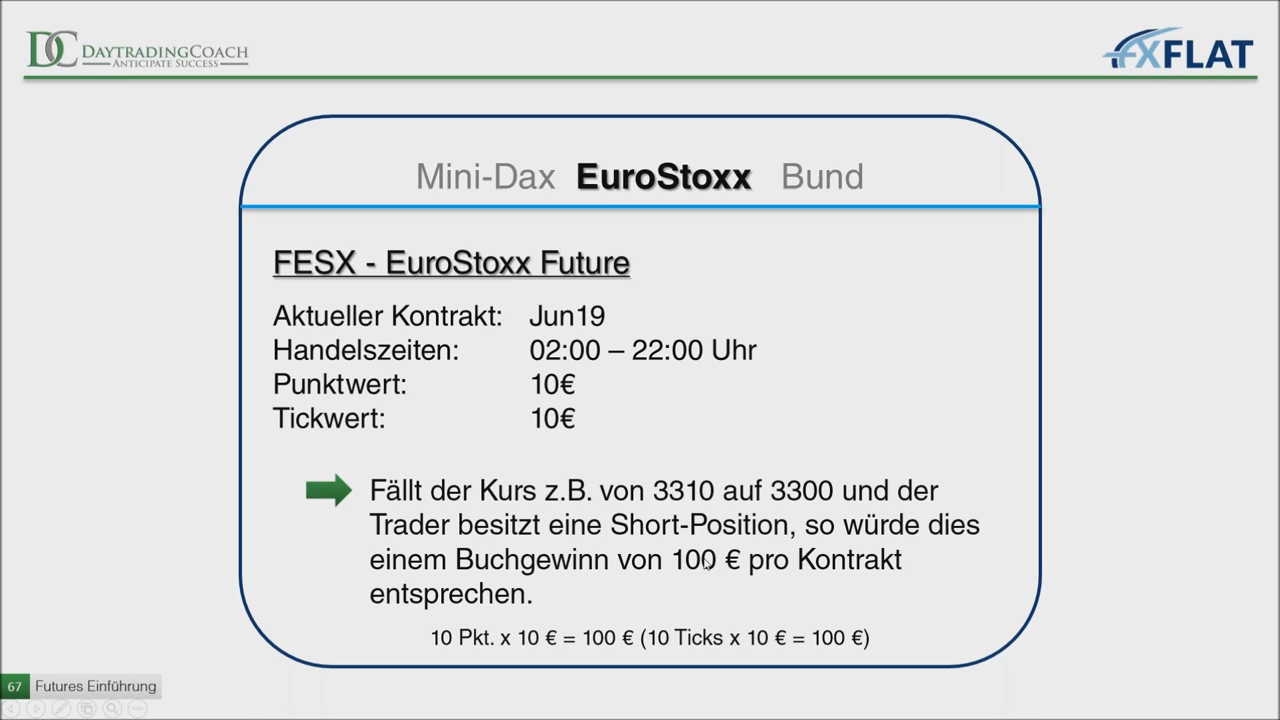 DC DAYTRADINGCOACH
ANTICIPATE SUCCESS
FXFLAT
Mini-Dax EuroStoxx Bund
FESX - EuroStoxx Future
Aktueller Kontrakt: Jun19
Handelszeiten: 02:00 – 22:00 Uhr
Punktwert: 10€
Tickwert: 10€
Fällt der Kurs z.B. von 3310 auf 3300 und der
Trader besitzt eine Short-Position, so würde dies
einem Buchgewinn von 100 € pro Kontrakt
entsprechen.
10 Pkt. x 10 € = 100 € (10 Ticks x 10 € = 100 €)
67 Futures Einführung